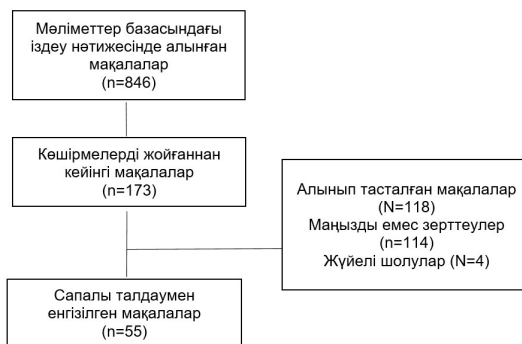 Мәліметтер базасындағы
іздеу нәтижесінде алынған
мақалалар
(n=846)
Көшірмелерді жойғаннан
кейінгі мақалалар
(n=173)
Алынып тасталған мақалалар
(N=118)
Маңызды емес зерттеулер
(n=114)
Жүйелі шолулар (N=4)
Сапалы талдаумен
енгізілген мақалалар
(n=55)